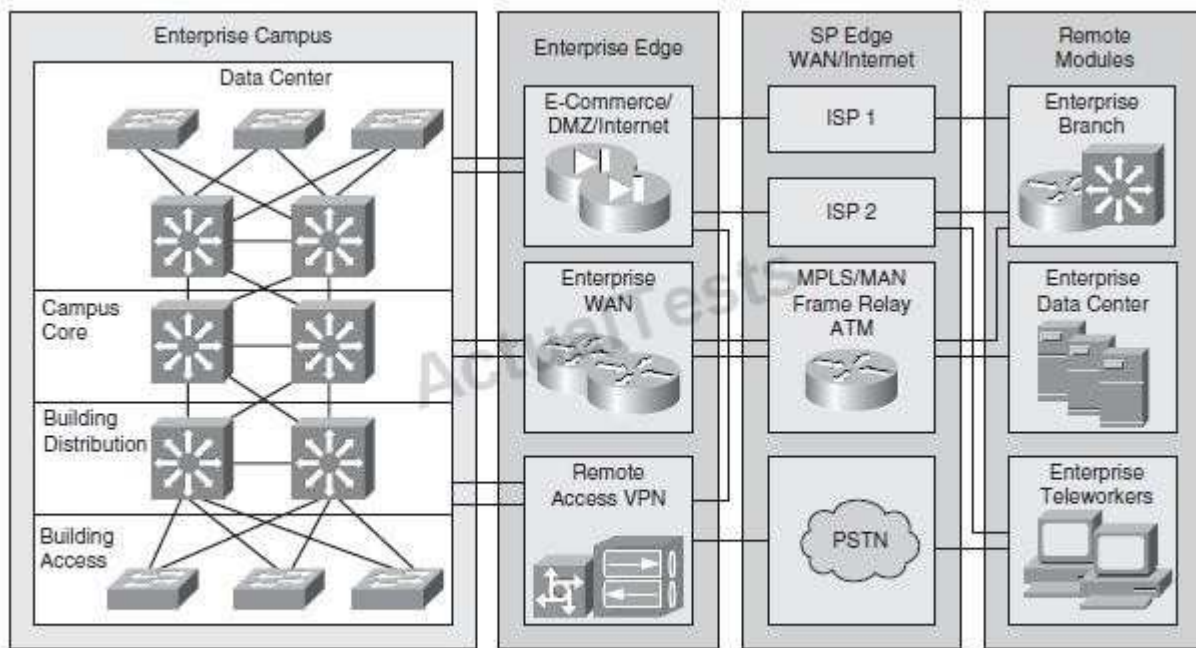 Enterprise Campus
Data Center
Campus
Core
Building
Distribution
Building
Access
Enterprise Edge
E-Commerce/
DMZ/Internet
Enterprise
WAN
Remote
Access VPN
SP Edge
WAN/Internet
ISP 1
ISP 2
MPLS/MAN
Frame Relay
ATM
PSTN
Remote
Modules
Enterprise
Branch
Enterprise
Data Center
Enterprise
Teleworkers
ActualTests